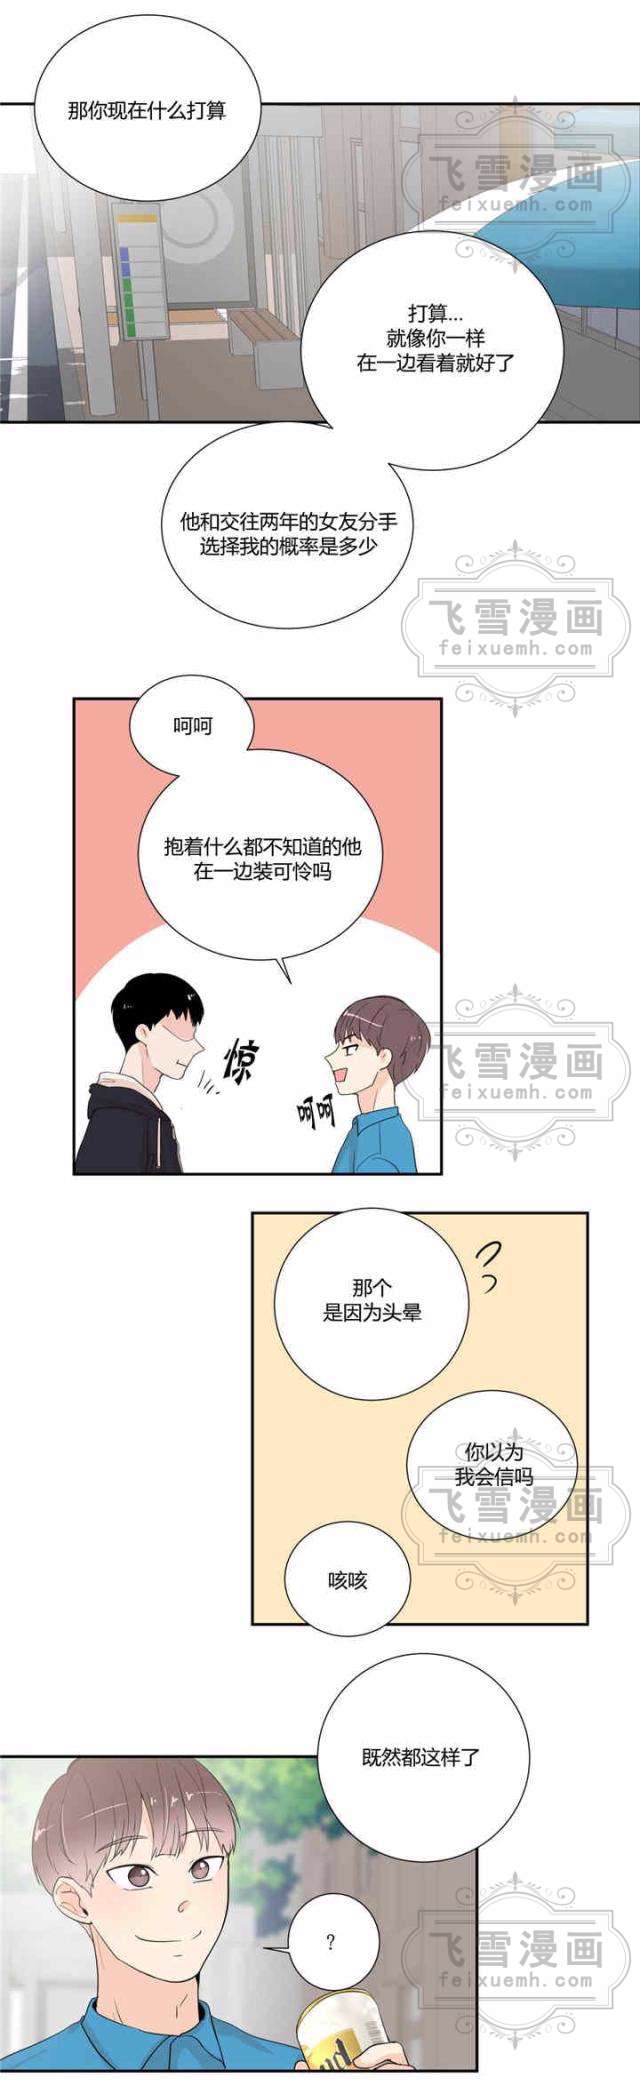 那你现在什么打算
飞雪漫画
feixuemh.com
打算...
就像你一样
在一边看着就好了
他和交往两年的女友分手
选择我的概率是多少
飞雪漫画
feixuemh.com
呵呵
抱着什么都不知道的他
在一边装可怜吗
惊
呵呵
飞雪漫画
feixuemh.com
那个
是因为头晕
你以为
我会信吗
飞雪漫画
feixuemh.com
咳咳
既然都这样了
?
飞雪漫画
feixuemh.com
ud